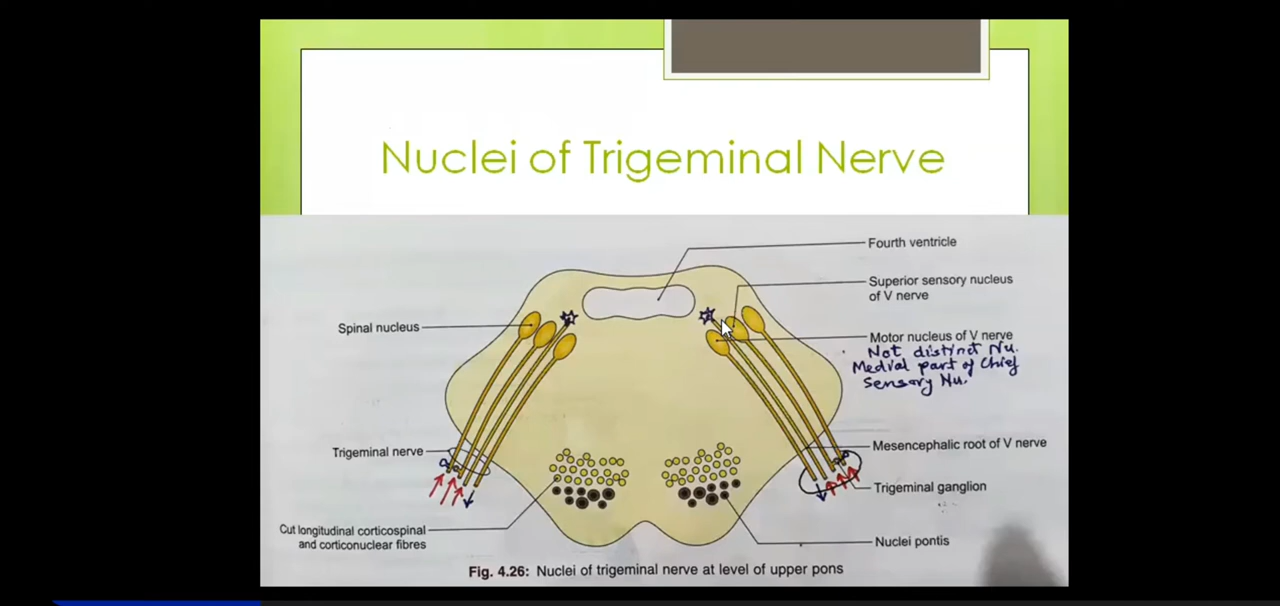 Nuclei of Trigeminal Nerve
Fourth ventricle
Superior sensory nucleus
of V nerve
Spinal nucleus
Motor nucleus of V nerve
Not distinct Nu.
Medial part of Chief
Sensory Nu.
Trigeminal nerve
Mesencephalic root of V nerve
Trigeminal ganglion
Cut longitudinal corticospinal
and corticonuclear fibres
Nuclei pontis
Fig. 4.26: Nuclei of trigeminal nerve at level of upper pons